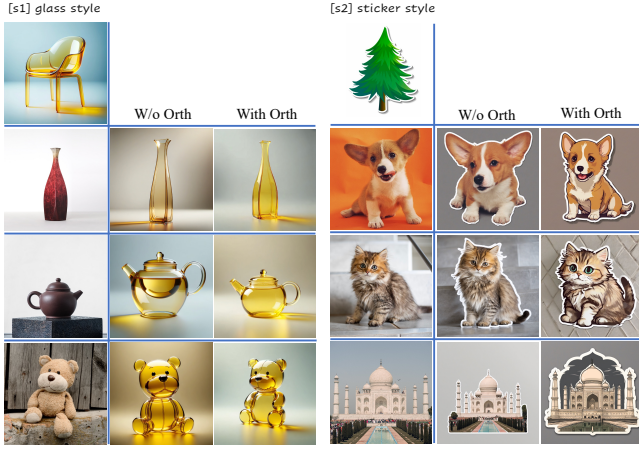 [s1] glass style
[s2] sticker style
W/o Orth
With Orth
W/o Orth
With Orth